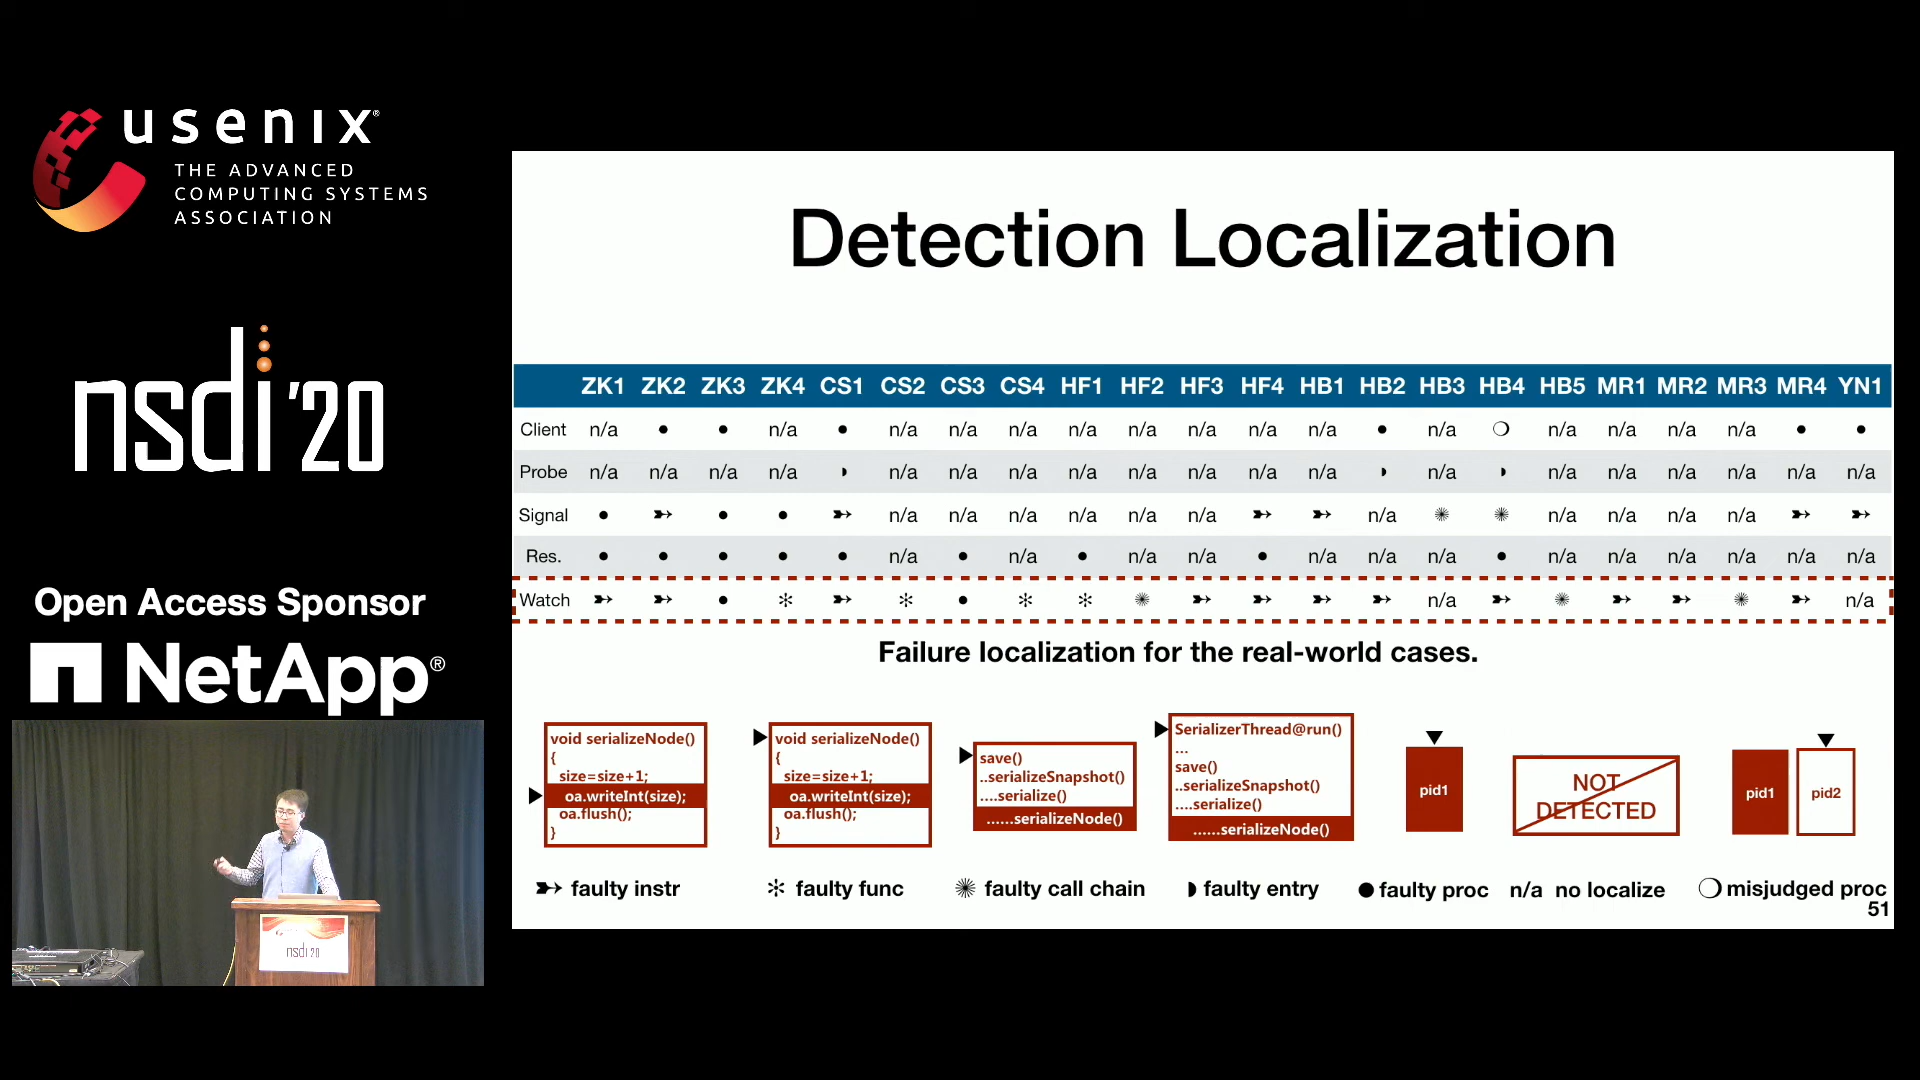 usenix®
THE ADVANCED
COMPUTING SYSTEMS
ASSOCIATION
nsdi '20
Open Access Sponsor
NetApp®
nsdi 20
Detection Localization
ZK1 ZK2 ZK3 ZK4 CS1 CS2 CS3 CS4 HF1 HF2 HF3 HF4 HB1 HB2 HB3 HB4 HB5 MR1 MR2 MR3 MR4 YN1
Client n/a ● ● n/a ● n/a n/a n/a n/a n/a n/a n/a n/a ● n/a ❍ n/a n/a n/a n/a ● ●
Probe n/a n/a n/a n/a ◗ n/a n/a n/a n/a n/a n/a n/a n/a ◗ n/a ◗ n/a n/a n/a n/a n/a n/a
Signal ● ➳ ● ● ➳ n/a n/a n/a n/a n/a n/a ➳ ➳ n/a ✺ ✺ n/a n/a n/a n/a ➳ ➳
Res. ● ● ● ● ● n/a ● n/a ● n/a n/a ● n/a n/a n/a ● n/a n/a n/a n/a n/a n/a
Watch ➳ ➳ ● ✻ ➳ ✻ ● ✻ ✻ ✺ ➳ ➳ ➳ ➳ n/a ➳ ✺ ➳ ➳ ✺ ➳ n/a
Failure localization for the real-world cases.
void serializeNode()
{
size=size+1;
oa.writeInt(size);
oa.flush();
}
➳ faulty instr
void serializeNode()
{
size=size+1;
oa.writeInt(size);
oa.flush();
}
✻ faulty func
save()
..serializeSnapshot()
....serialize()
......serializeNode()
✺ faulty call chain
SerializerThread@run()
...
save()
..serializeSnapshot()
....serialize()
......serializeNode()
◗ faulty entry
pid1
● faulty proc
NOT
DETECTED
n/a no localize
pid1 pid2
❍ misjudged proc
51